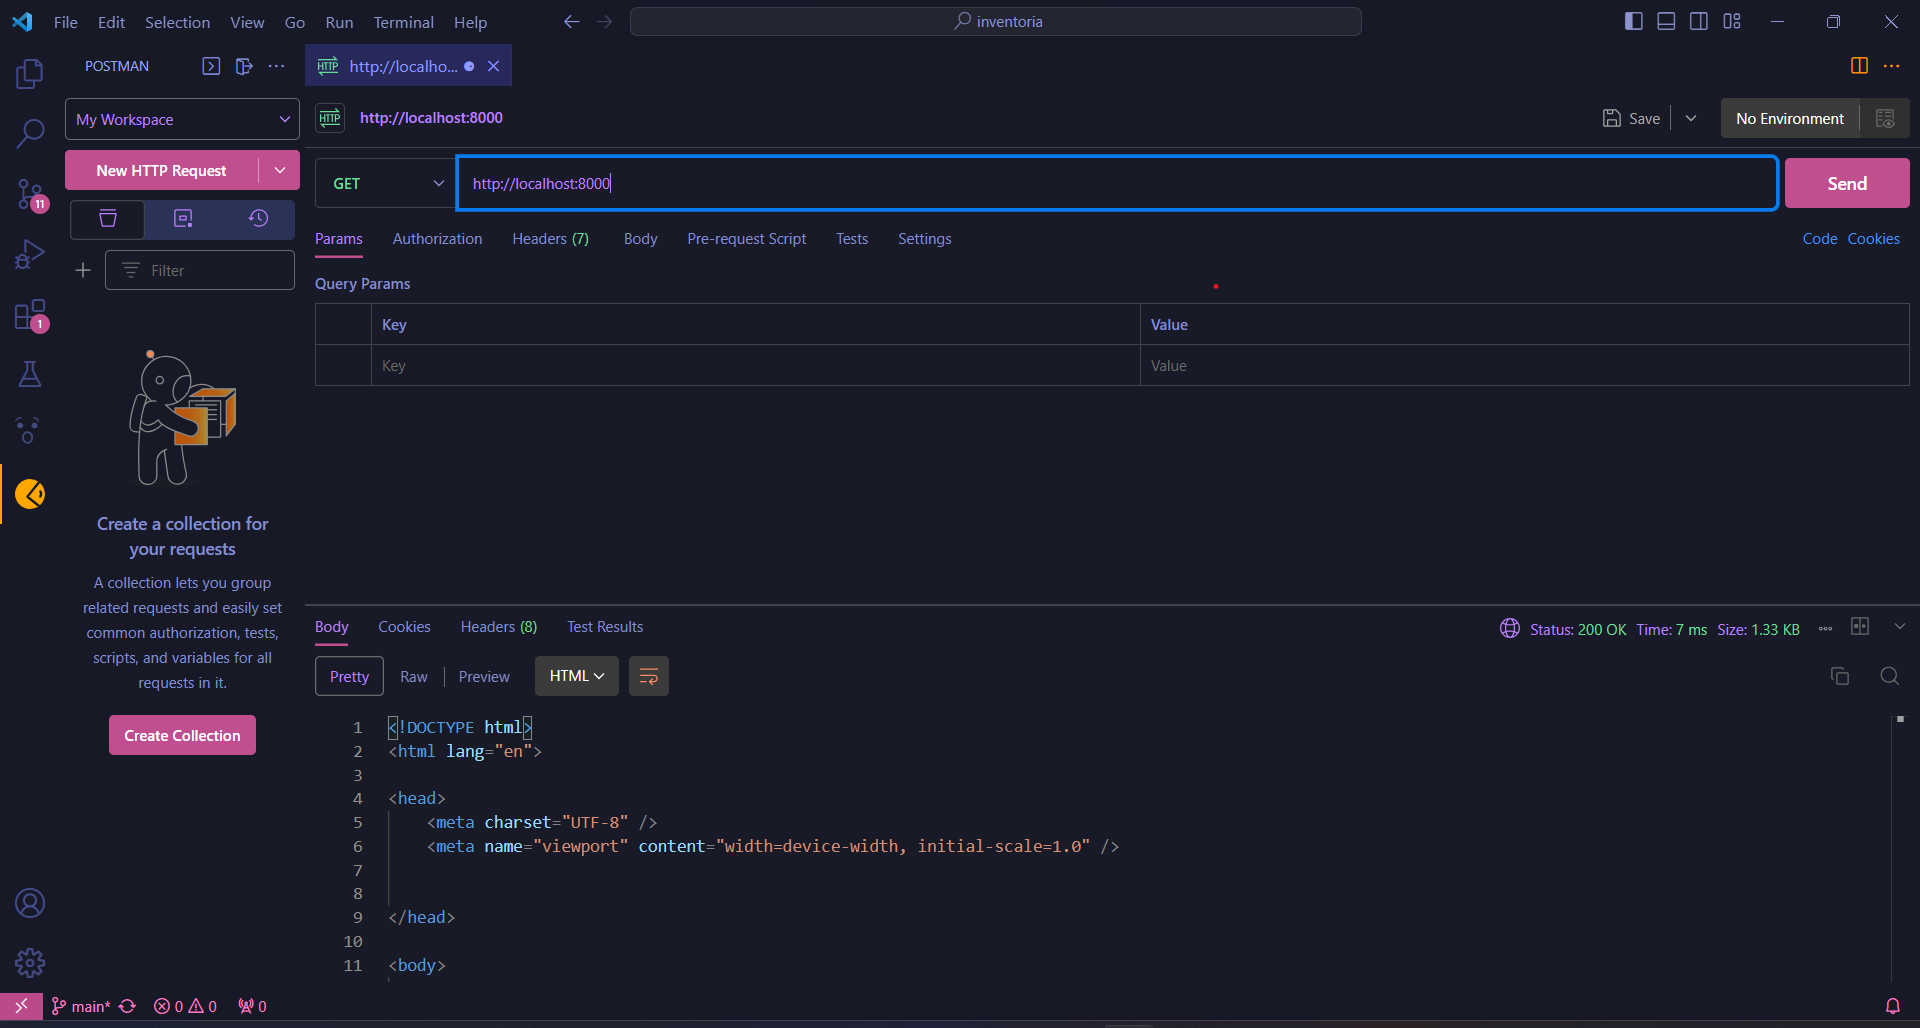 File Edit Selection View Go Run Terminal Help
inventoria
POSTMAN
HTTP http://localho...
My Workspace
HTTP http://localhost:8000
Save
No Environment
New HTTP Request
GET
http://localhost:8000
Send
11
Params Authorization Headers (7) Body Pre-request Script Tests Settings
Code Cookies
Filter
Query Params
Key Value
Key Value
1
Create a collection for
your requests
A collection lets you group
related requests and easily set
common authorization, tests,
scripts, and variables for all
requests in it.
Create Collection
Body Cookies Headers (8) Test Results
Status: 200 OK Time: 7 ms Size: 1.33 KB
Pretty Raw Preview HTML
1 <!DOCTYPE html>
2 <html lang="en">
3
4 <head>
5 <meta charset="UTF-8" />
6 <meta name="viewport" content="width=device-width, initial-scale=1.0" />
7
8
9 </head>
10
11 <body>
main* 0 0 0